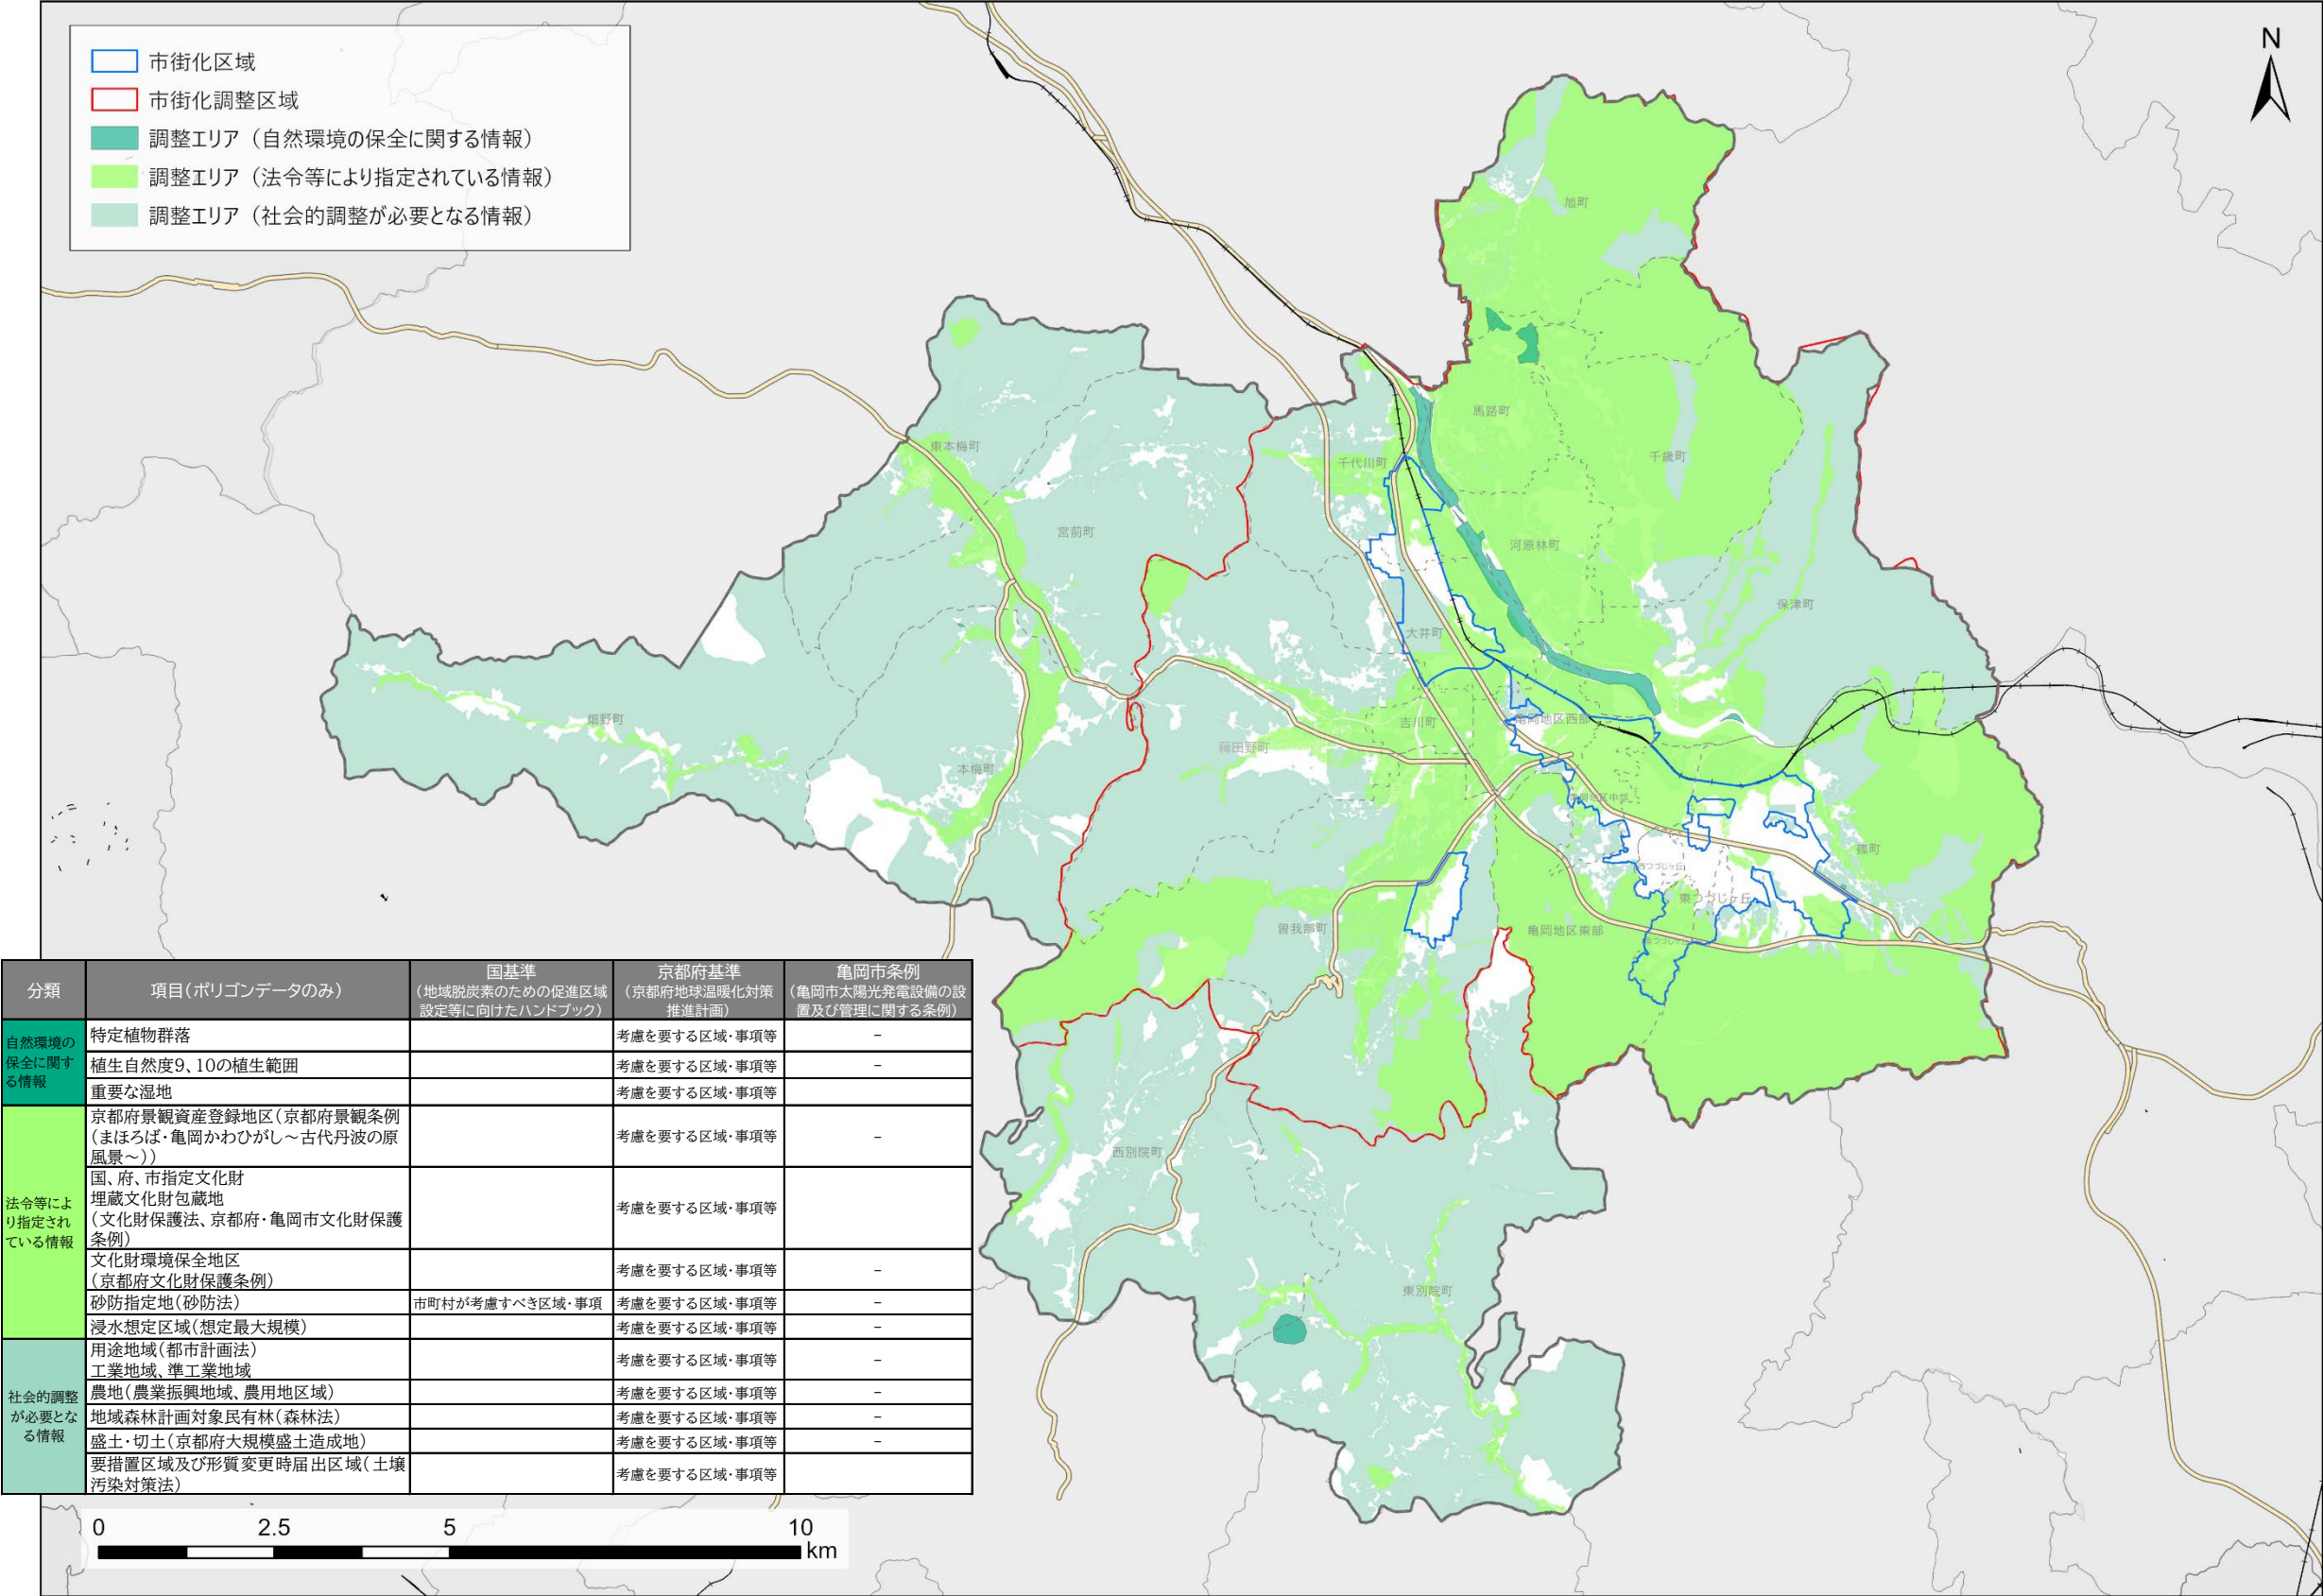 市街化区域
市街化調整区域
調整エリア（自然環境の保全に関する情報）
調整エリア（法令等により指定されている情報）
調整エリア（社会的調整が必要となる情報）
N
旭町
馬路町
千歳町
東本梅町
千代川町
宮前町
河原林町
保津町
大井町
畑野町
吉川町
亀岡地区西部
薭田野町
本梅町
篠町
西つつじヶ丘
東つつじヶ丘
曽我部町
亀岡地区東部
西別院町
東別院町
分類
項目（ポリゴンデータのみ）
国基準
（地域脱炭素のための促進区域
設定等に向けたハンドブック）
京都府基準
（京都府地球温暖化対策
推進計画）
亀岡市条例
（亀岡市太陽光発電設備の設
置及び管理に関する条例）
自然環境の
保全に関す
る情報
特定植物群落
考慮を要する区域・事項等
－
植生自然度9、10の植生範囲
考慮を要する区域・事項等
－
重要な湿地
考慮を要する区域・事項等
法令等によ
り指定され
ている情報
京都府景観資産登録地区（京都府景観条例
（まほろば・亀岡かわひがし～古代丹波の原
風景～））
考慮を要する区域・事項等
－
国、府、市指定文化財
埋蔵文化財包蔵地
（文化財保護法、京都府・亀岡市文化財保護
条例）
考慮を要する区域・事項等
文化財環境保全地区
（京都府文化財保護条例）
考慮を要する区域・事項等
－
砂防指定地（砂防法）
市町村が考慮すべき区域・事項
考慮を要する区域・事項等
－
浸水想定区域（想定最大規模）
考慮を要する区域・事項等
－
社会的調整
が必要とな
る情報
用途地域（都市計画法）
工業地域、準工業地域
考慮を要する区域・事項等
－
農地（農業振興地域、農用地区域）
考慮を要する区域・事項等
－
地域森林計画対象民有林（森林法）
考慮を要する区域・事項等
－
盛土・切土（京都府大規模盛土造成地）
考慮を要する区域・事項等
－
要措置区域及び形質変更時届出区域（土壌
汚染対策法）
考慮を要する区域・事項等
0 2.5 5 10
km